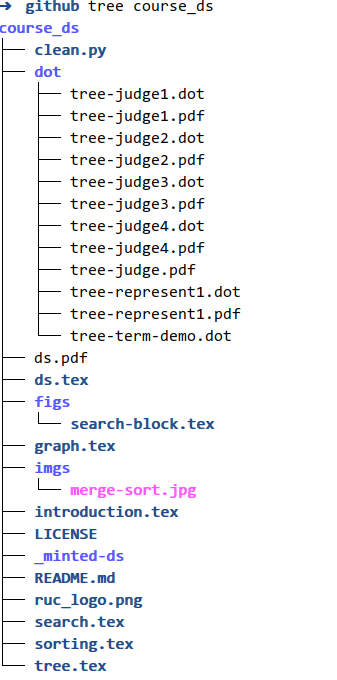 ➜ github tree course_ds
course_ds
├── clean.py
├── dot
│   ├── tree-judge1.dot
│   ├── tree-judge1.pdf
│   ├── tree-judge2.dot
│   ├── tree-judge2.pdf
│   ├── tree-judge3.dot
│   ├── tree-judge3.pdf
│   ├── tree-judge4.dot
│   ├── tree-judge4.pdf
│   ├── tree-judge.pdf
│   ├── tree-represent1.dot
│   ├── tree-represent1.pdf
│   └── tree-term-demo.dot
├── ds.pdf
├── ds.tex
├── figs
│   └── search-block.tex
├── graph.tex
├── imgs
│   └── merge-sort.jpg
├── introduction.tex
├── LICENSE
├── _minted-ds
├── README.md
├── ruc_logo.png
├── search.tex
├── sorting.tex
└── tree.tex